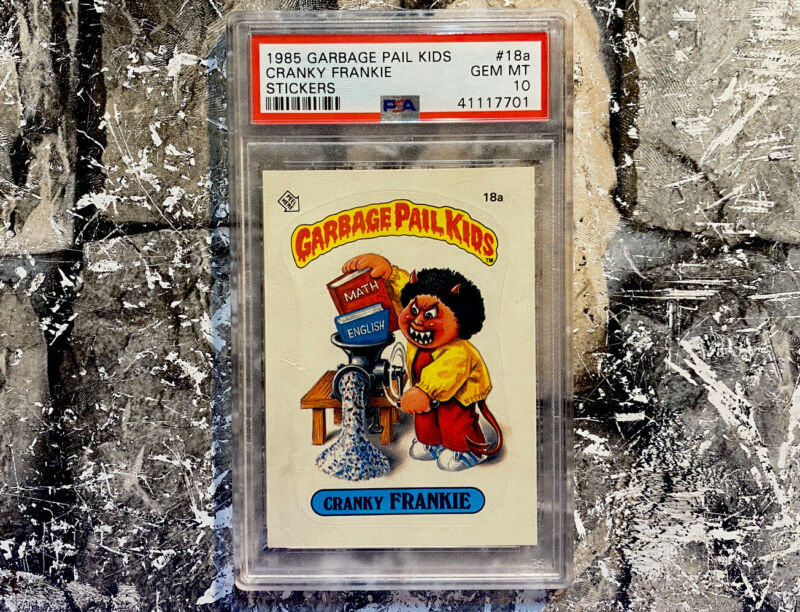 1985 GARBAGE PAIL KIDS #18a
CRANKY FRANKIE GEM MT
STICKERS 10
PSA 41117701
18a
GARBAGE PAIL KIDS TM
MATH
ENGLISH
CRANKY FRANKIE